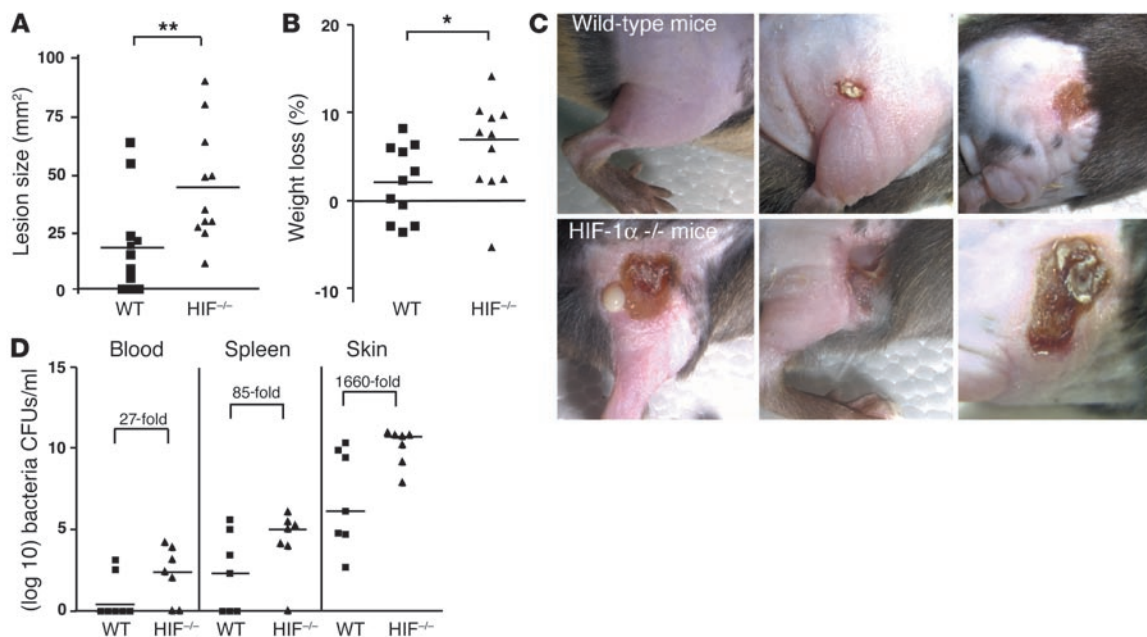 A
**
Lesion size (mm²)
100
75
50
25
0
WT
HIF⁻/⁻
B
*
Weight loss (%)
20
10
0
-10
WT
HIF⁻/⁻
C
Wild-type mice
HIF-1α -/- mice
D
Blood
Spleen
Skin
(log 10) bacteria CFUs/ml
15
10
5
0
27-fold
85-fold
1660-fold
WT
HIF⁻/⁻
WT
HIF⁻/⁻
WT
HIF⁻/⁻